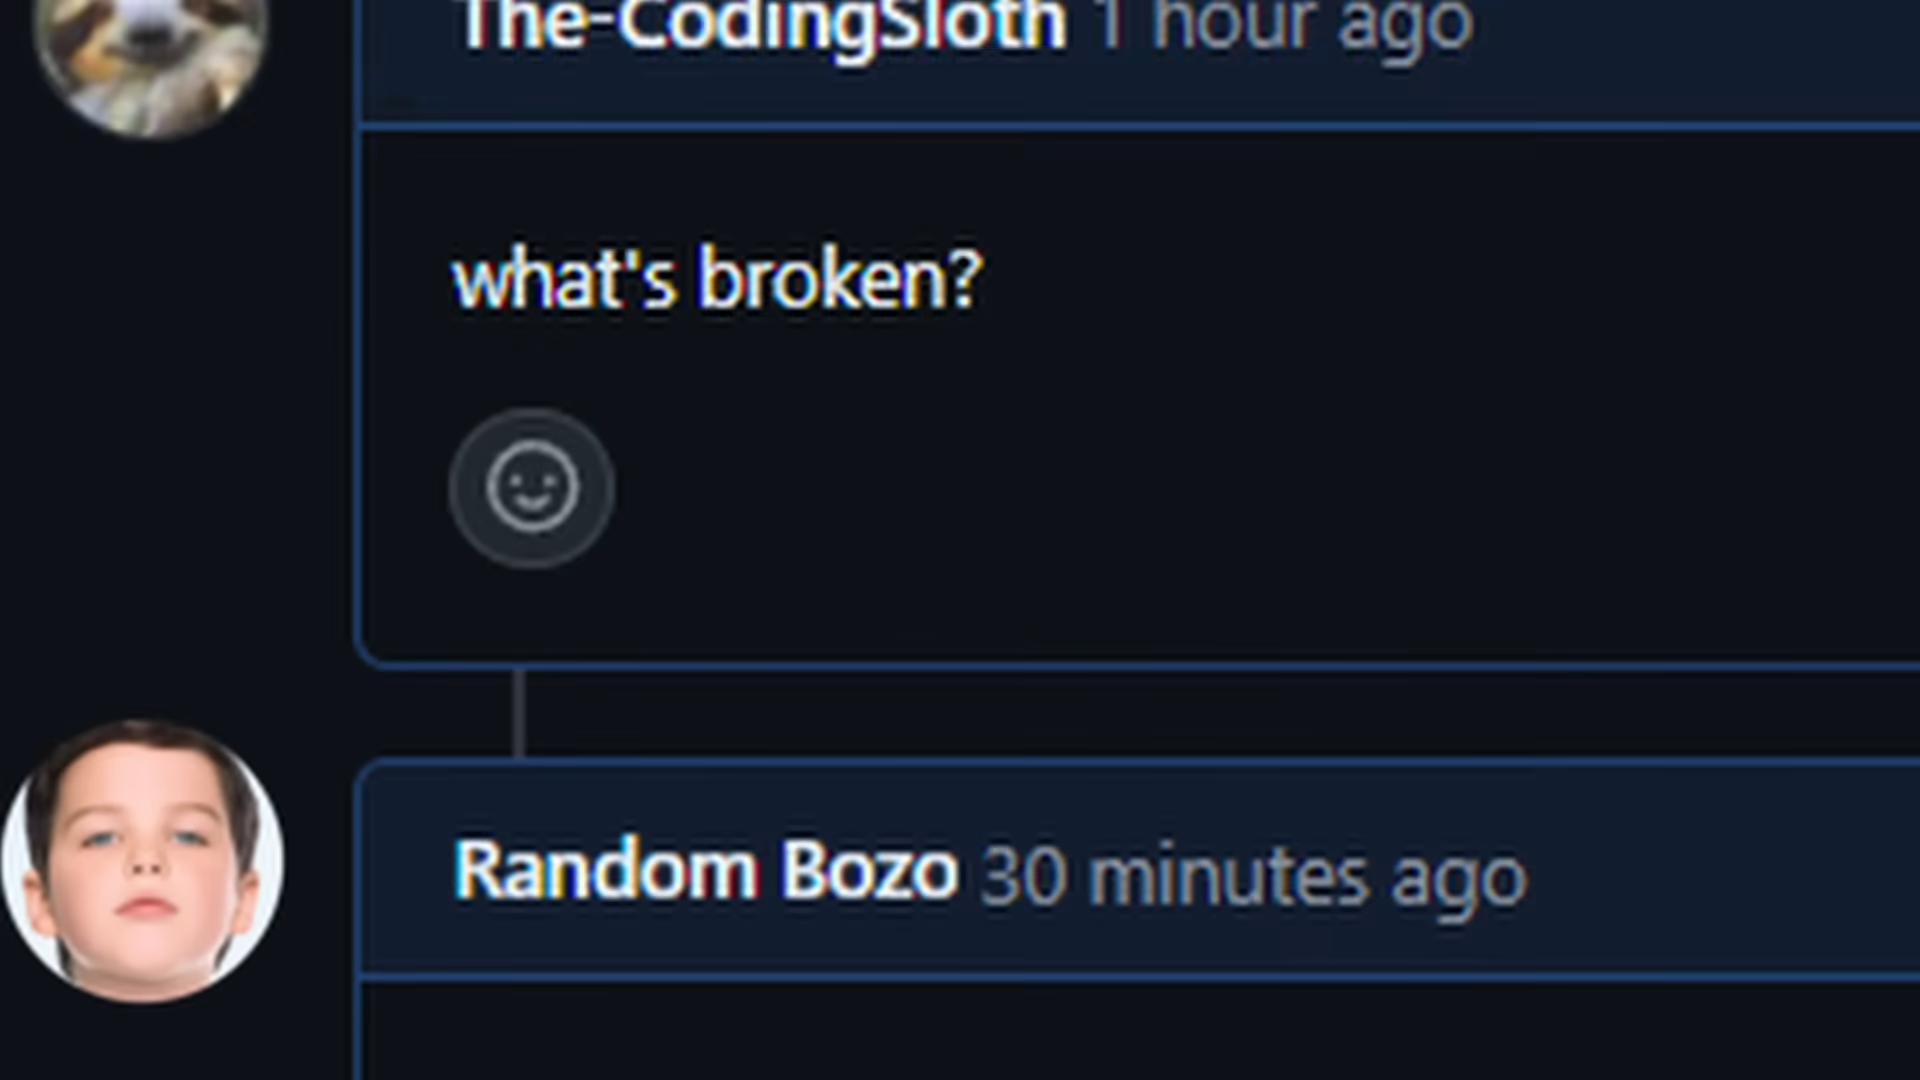 The-CodingSloth 1 hour ago
what's broken?
Random Bozo 30 minutes ago